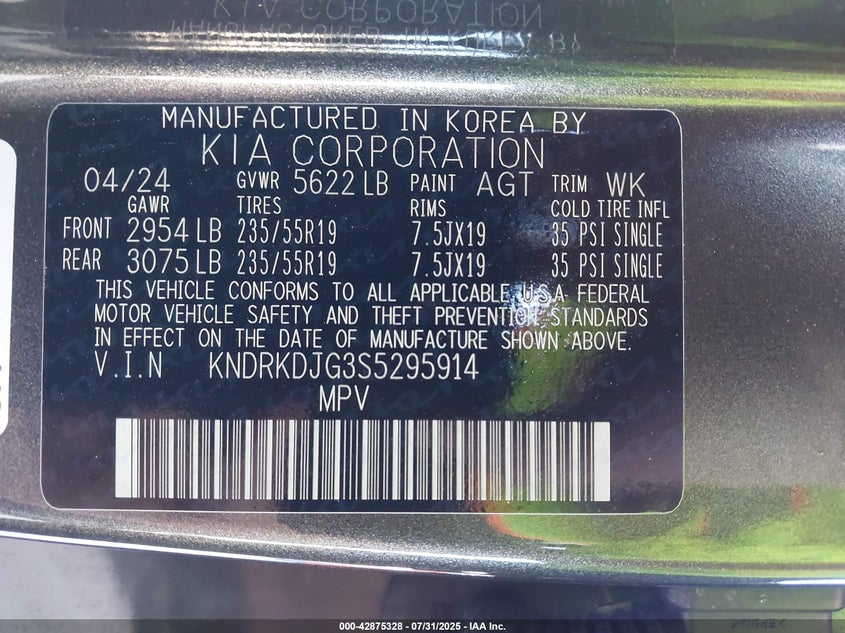 MANUFACTURED IN KOREA BY
KIA CORPORATION
04/24 GVWR 5622 LB PAINT AGT TRIM WK
GAWR TIRES RIMS COLD TIRE INFL
FRONT 2954 LB 235/55R19 7.5JX19 35 PSI SINGLE
REAR 3075 LB 235/55R19 7.5JX19 35 PSI SINGLE
THIS VEHICLE CONFORMS TO ALL APPLICABLE U.S.A. FEDERAL
MOTOR VEHICLE SAFETY AND THEFT PREVENTION STANDARDS
IN EFFECT ON THE DATE OF MANUFACTURE SHOWN ABOVE.
V.I.N KNDRKDJG3S5295914
MPV
000-42875328 | 07/31/2025 - IAA Inc.